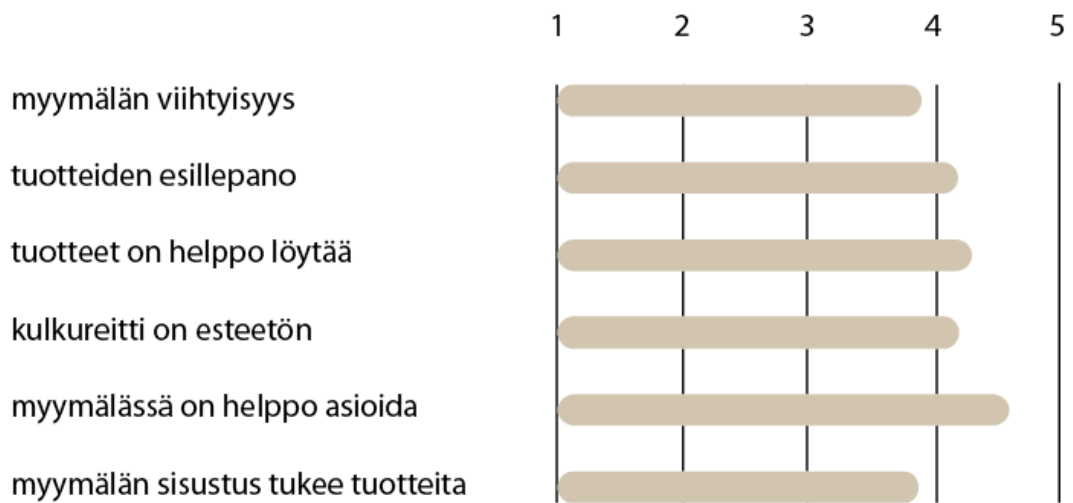 1 2 3 4 5
myymälän viihtyisyys
tuotteiden esillepano
tuotteet on helppo löytää
kulkureitti on esteetön
myymälässä on helppo asioida
myymälän sisustus tukee tuotteita